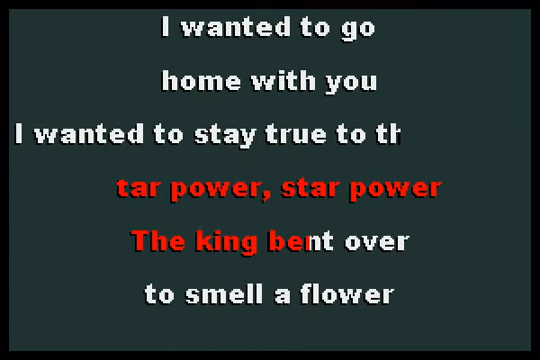 I wanted to go
home with you
I wanted to stay true to th
tar power, star power
The king bent over
to smell a flower